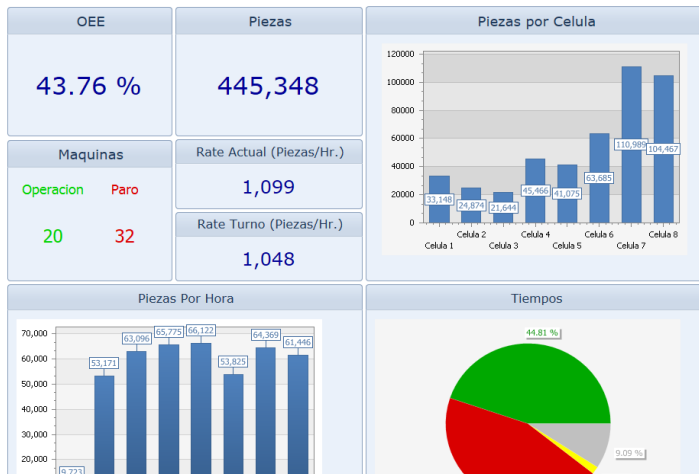 OEE
43.76 %
Piezas
445,348
Piezas por Celula
120000
100000
80000
60000
40000
20000
0
33,148
24,874
21,644
45,466
41,075
63,685
110,989
104,467
Celula 1
Celula 2
Celula 3
Celula 4
Celula 5
Celula 6
Celula 7
Celula 8
Maquinas
Operacion Paro
20 32
Rate Actual (Piezas/Hr.)
1,099
Rate Turno (Piezas/Hr.)
1,048
Piezas Por Hora
70,000
60,000
50,000
40,000
30,000
20,000
9,723
53,171
63,096
65,775
66,122
53,825
64,369
61,446
Tiempos
44.81 %
9.09 %